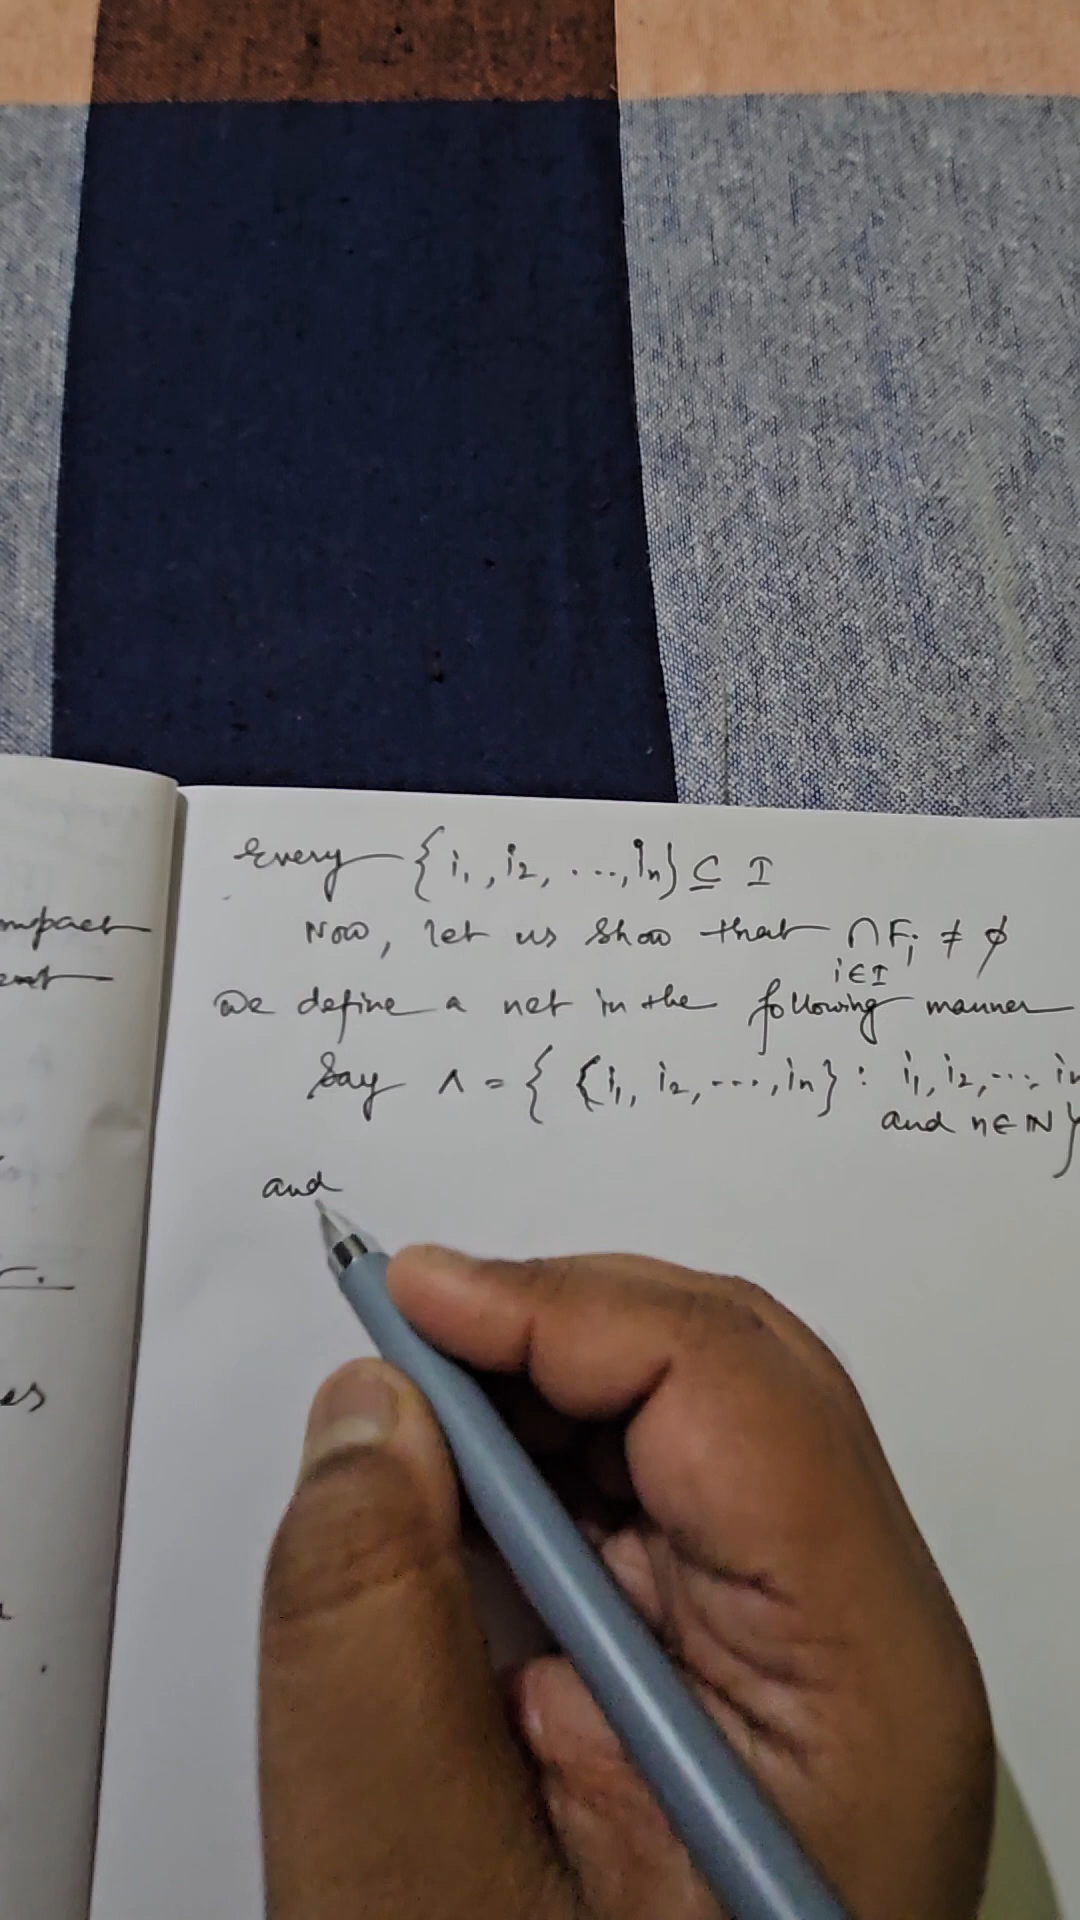 Every {i₁, i₂, ..., iₙ} ⊆ I
Now, let us show that ∩ Fᵢ ≠ ϕ
i∈I
we define a net in the following manner
Say Λ = { {i₁, i₂, ..., iₙ} : i₁, i₂, ..., iₙ
and n∈ℕ }
and